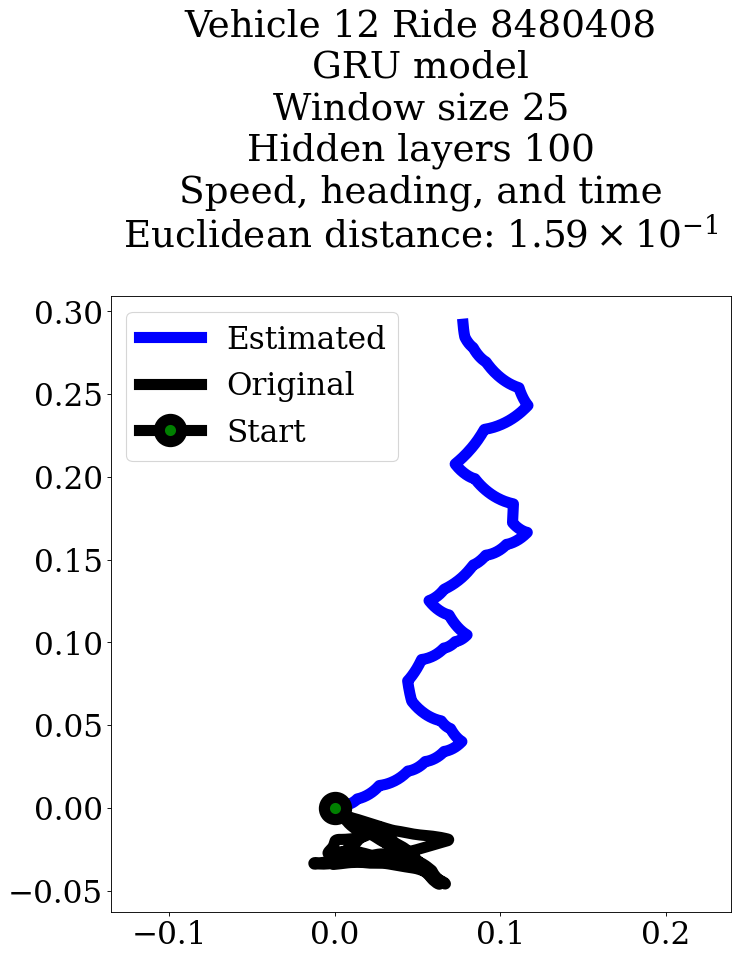 Vehicle 12 Ride 8480408
GRU model
Window size 25
Hidden layers 100
Speed, heading, and time
Euclidean distance: 1.59 × 10⁻¹
Estimated
Original
Start
0.30
0.25
0.20
0.15
0.10
0.05
0.00
−0.05
−0.1 0.0 0.1 0.2